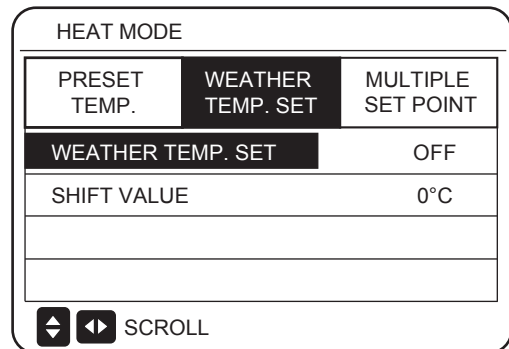 HEAT MODE
PRESET TEMP.
WEATHER TEMP. SET
MULTIPLE SET POINT
WEATHER TEMP. SET OFF
SHIFT VALUE 0°C
SCROLL